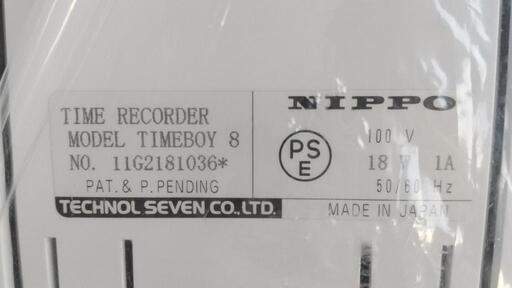 TIME RECORDER
MODEL TIMEBOY 8
NO. 11G2181036*
PAT. & P. PENDING
TECHNOL SEVEN CO., LTD.
NIPPO
PS
E
100 V
18 W 1A
50/60 Hz
MADE IN JAPAN